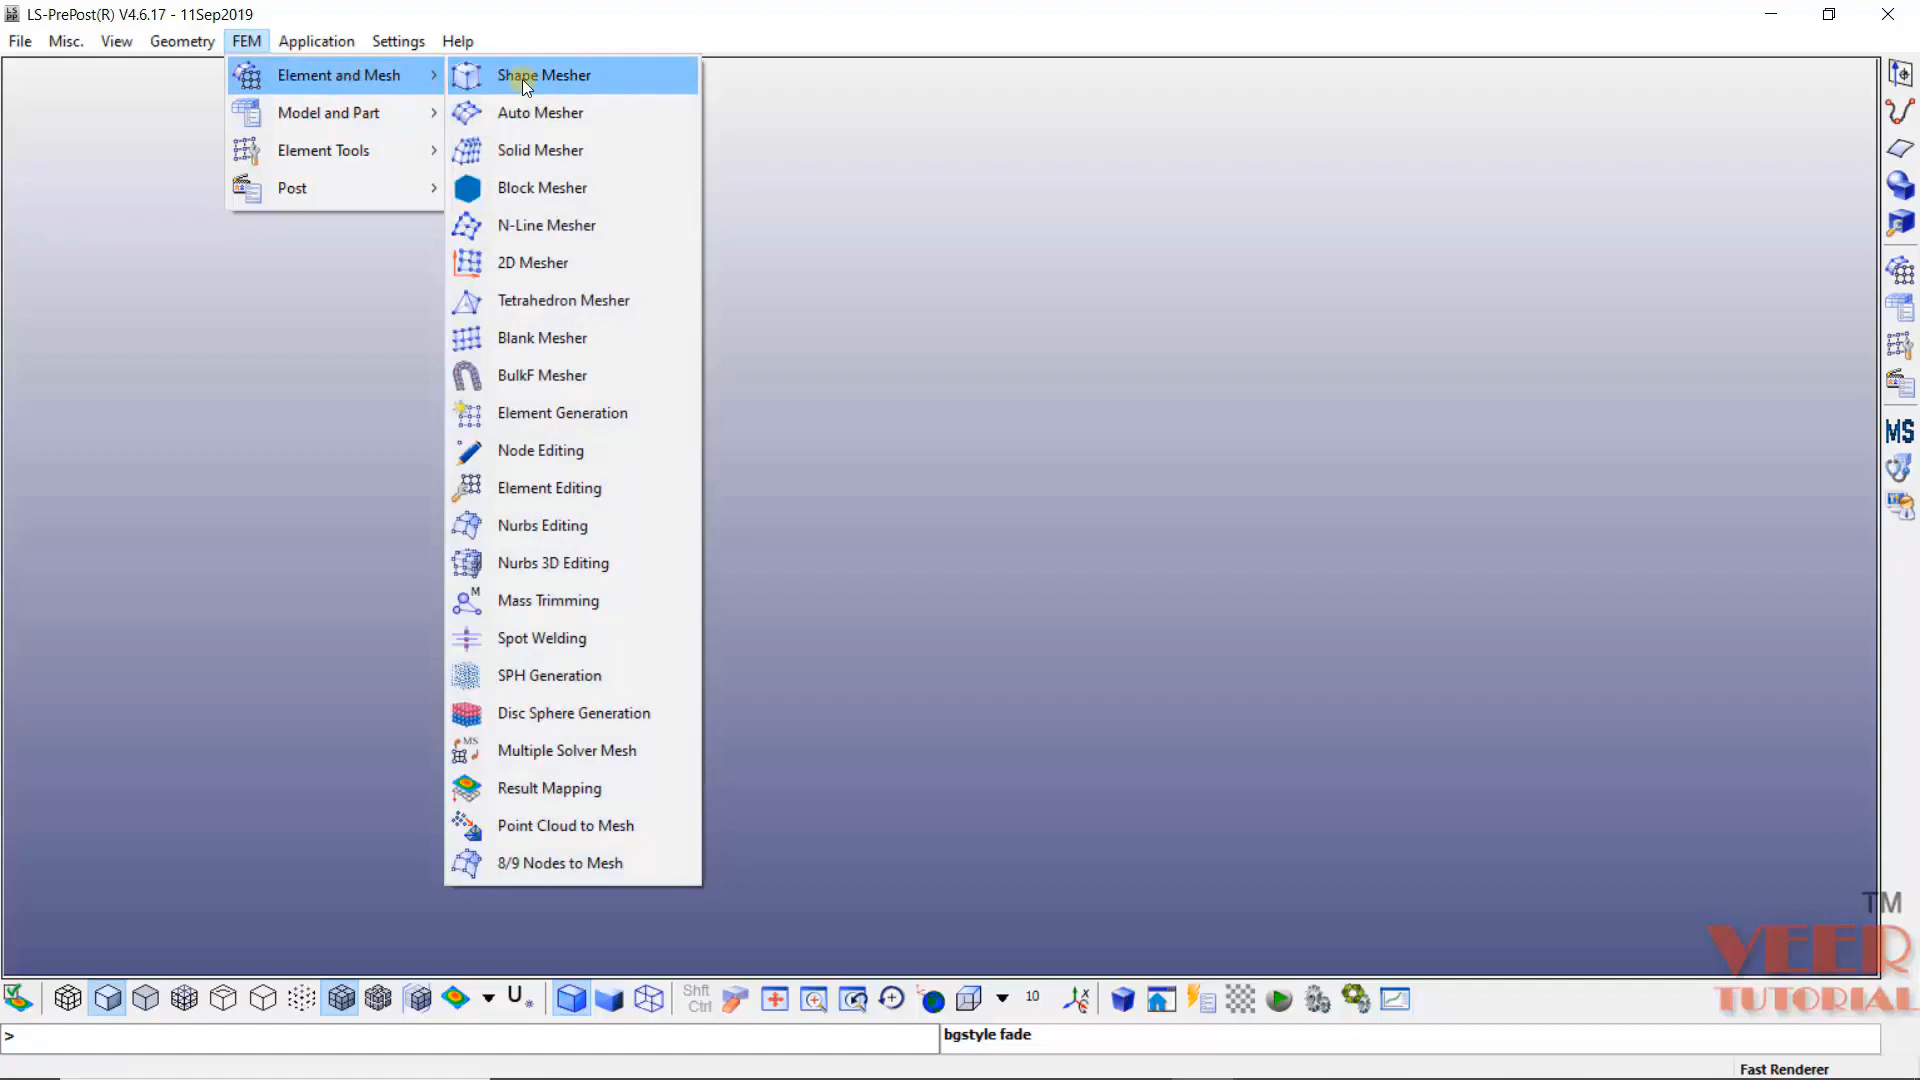 LS-PrePost(R) V4.6.17 - 11Sep2019
File Misc. View Geometry FEM Application Settings Help
Element and Mesh
Model and Part
Element Tools
Post
Shape Mesher
Auto Mesher
Solid Mesher
Block Mesher
N-Line Mesher
2D Mesher
Tetrahedron Mesher
Blank Mesher
BulkF Mesher
Element Generation
Node Editing
Element Editing
Nurbs Editing
Nurbs 3D Editing
Mass Trimming
Spot Welding
SPH Generation
Disc Sphere Generation
Multiple Solver Mesh
Result Mapping
Point Cloud to Mesh
8/9 Nodes to Mesh
MS
TM
VEER
TUTORIAL
Shft
Ctrl
10
>
bgstyle fade
Fast Renderer